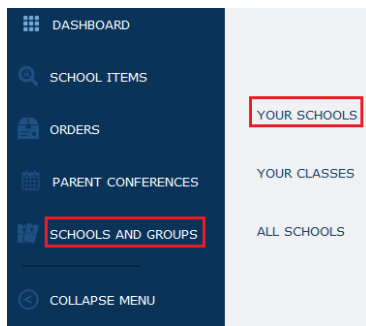 DASHBOARD
SCHOOL ITEMS
ORDERS
PARENT CONFERENCES
SCHOOLS AND GROUPS
COLLAPSE MENU
YOUR SCHOOLS
YOUR CLASSES
ALL SCHOOLS